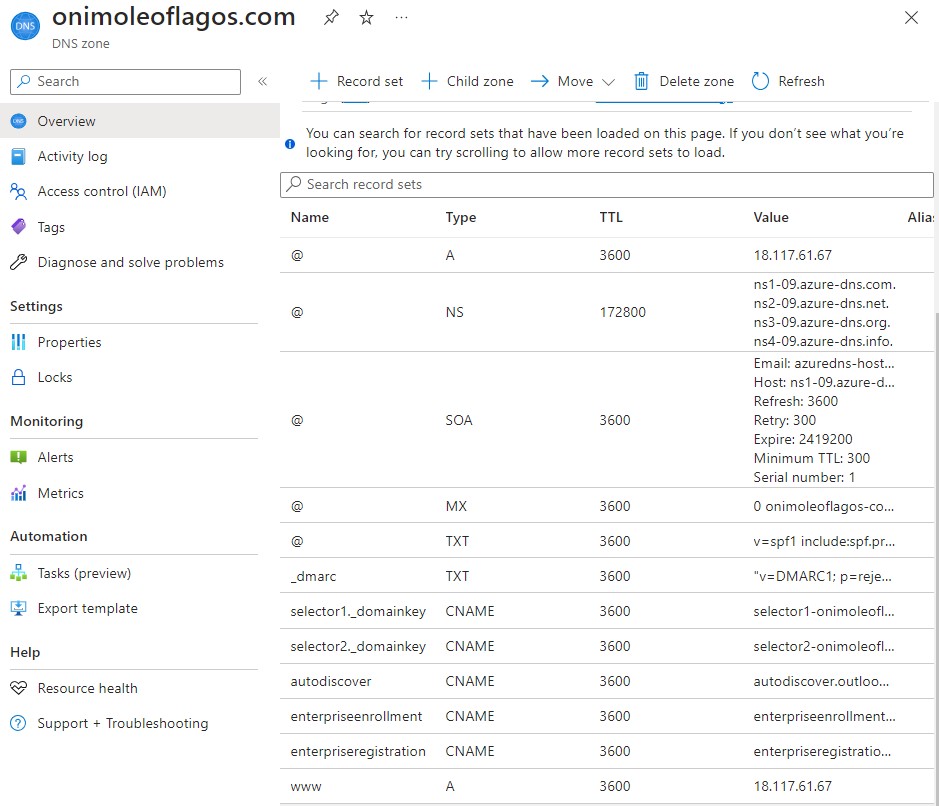 DNS
onimoleoflagos.com
...
DNS zone
Search
«
Record set
Child zone
Move
Delete zone
Refresh
Overview
Activity log
Access control (IAM)
Tags
Diagnose and solve problems
Settings
Properties
Locks
Monitoring
Alerts
Metrics
Automation
Tasks (preview)
Export template
Help
Resource health
Support + Troubleshooting
You can search for record sets that have been loaded on this page. If you don't see what you're
looking for, you can try scrolling to allow more record sets to load.
Search record sets
Name Type TTL Value Alias
@ A 3600 18.117.61.67
@ NS 172800 ns1-09.azure-dns.com.
ns2-09.azure-dns.net.
ns3-09.azure-dns.org.
ns4-09.azure-dns.info.
@ SOA 3600 Email: azuredns-host...
Host: ns1-09.azure-d...
Refresh: 3600
Retry: 300
Expire: 2419200
Minimum TTL: 300
Serial number: 1
@ MX 3600 0 onimoleoflagos-co...
@ TXT 3600 v=spf1 include:spf.pr...
_dmarc TXT 3600 "v=DMARC1; p=reje...
selector1._domainkey CNAME 3600 selector1-onimoleofl...
selector2._domainkey CNAME 3600 selector2-onimoleofl...
autodiscover CNAME 3600 autodiscover.outloo...
enterpriseenrollment CNAME 3600 enterpriseenrollment...
enterpriseregistration CNAME 3600 enterpriseregistratio...
www A 3600 18.117.61.67